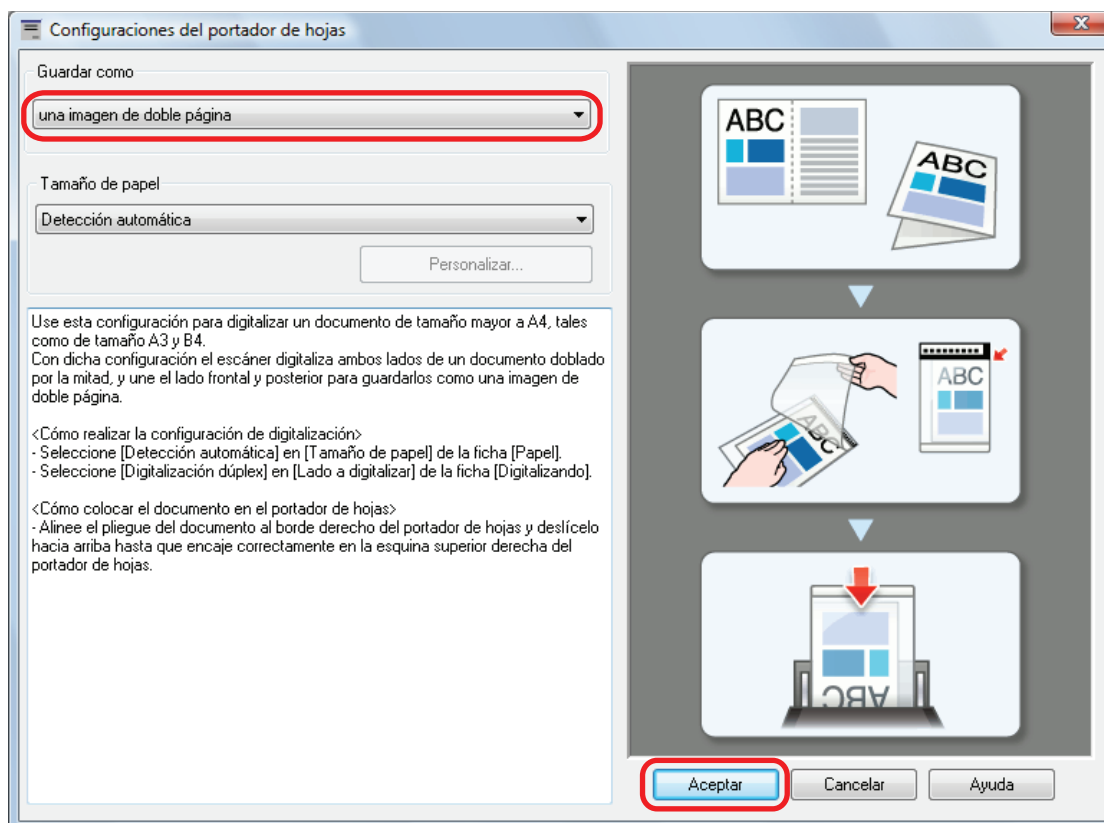 Configuraciones del portador de hojas
X
Guardar como
una imagen de doble página
Tamaño de papel
Detección automática
Personalizar...
Use esta configuración para digitalizar un documento de tamaño mayor a A4, tales
como de tamaño A3 y B4.
Con dicha configuración el escáner digitaliza ambos lados de un documento doblado
por la mitad, y une el lado frontal y posterior para guardarlos como una imagen de
doble página.
<Cómo realizar la configuración de digitalización>
- Seleccione [Detección automática] en [Tamaño de papel] de la ficha [Papel].
- Seleccione [Digitalización dúplex] en [Lado a digitalizar] de la ficha [Digitalizando].
<Cómo colocar el documento en el portador de hojas>
- Alinee el pliegue del documento al borde derecho del portador de hojas y deslícelo
hacia arriba hasta que encaje correctamente en la esquina superior derecha del
portador de hojas.
ABC
ABC
ABC
ABC
ABC
Aceptar
Cancelar
Ayuda